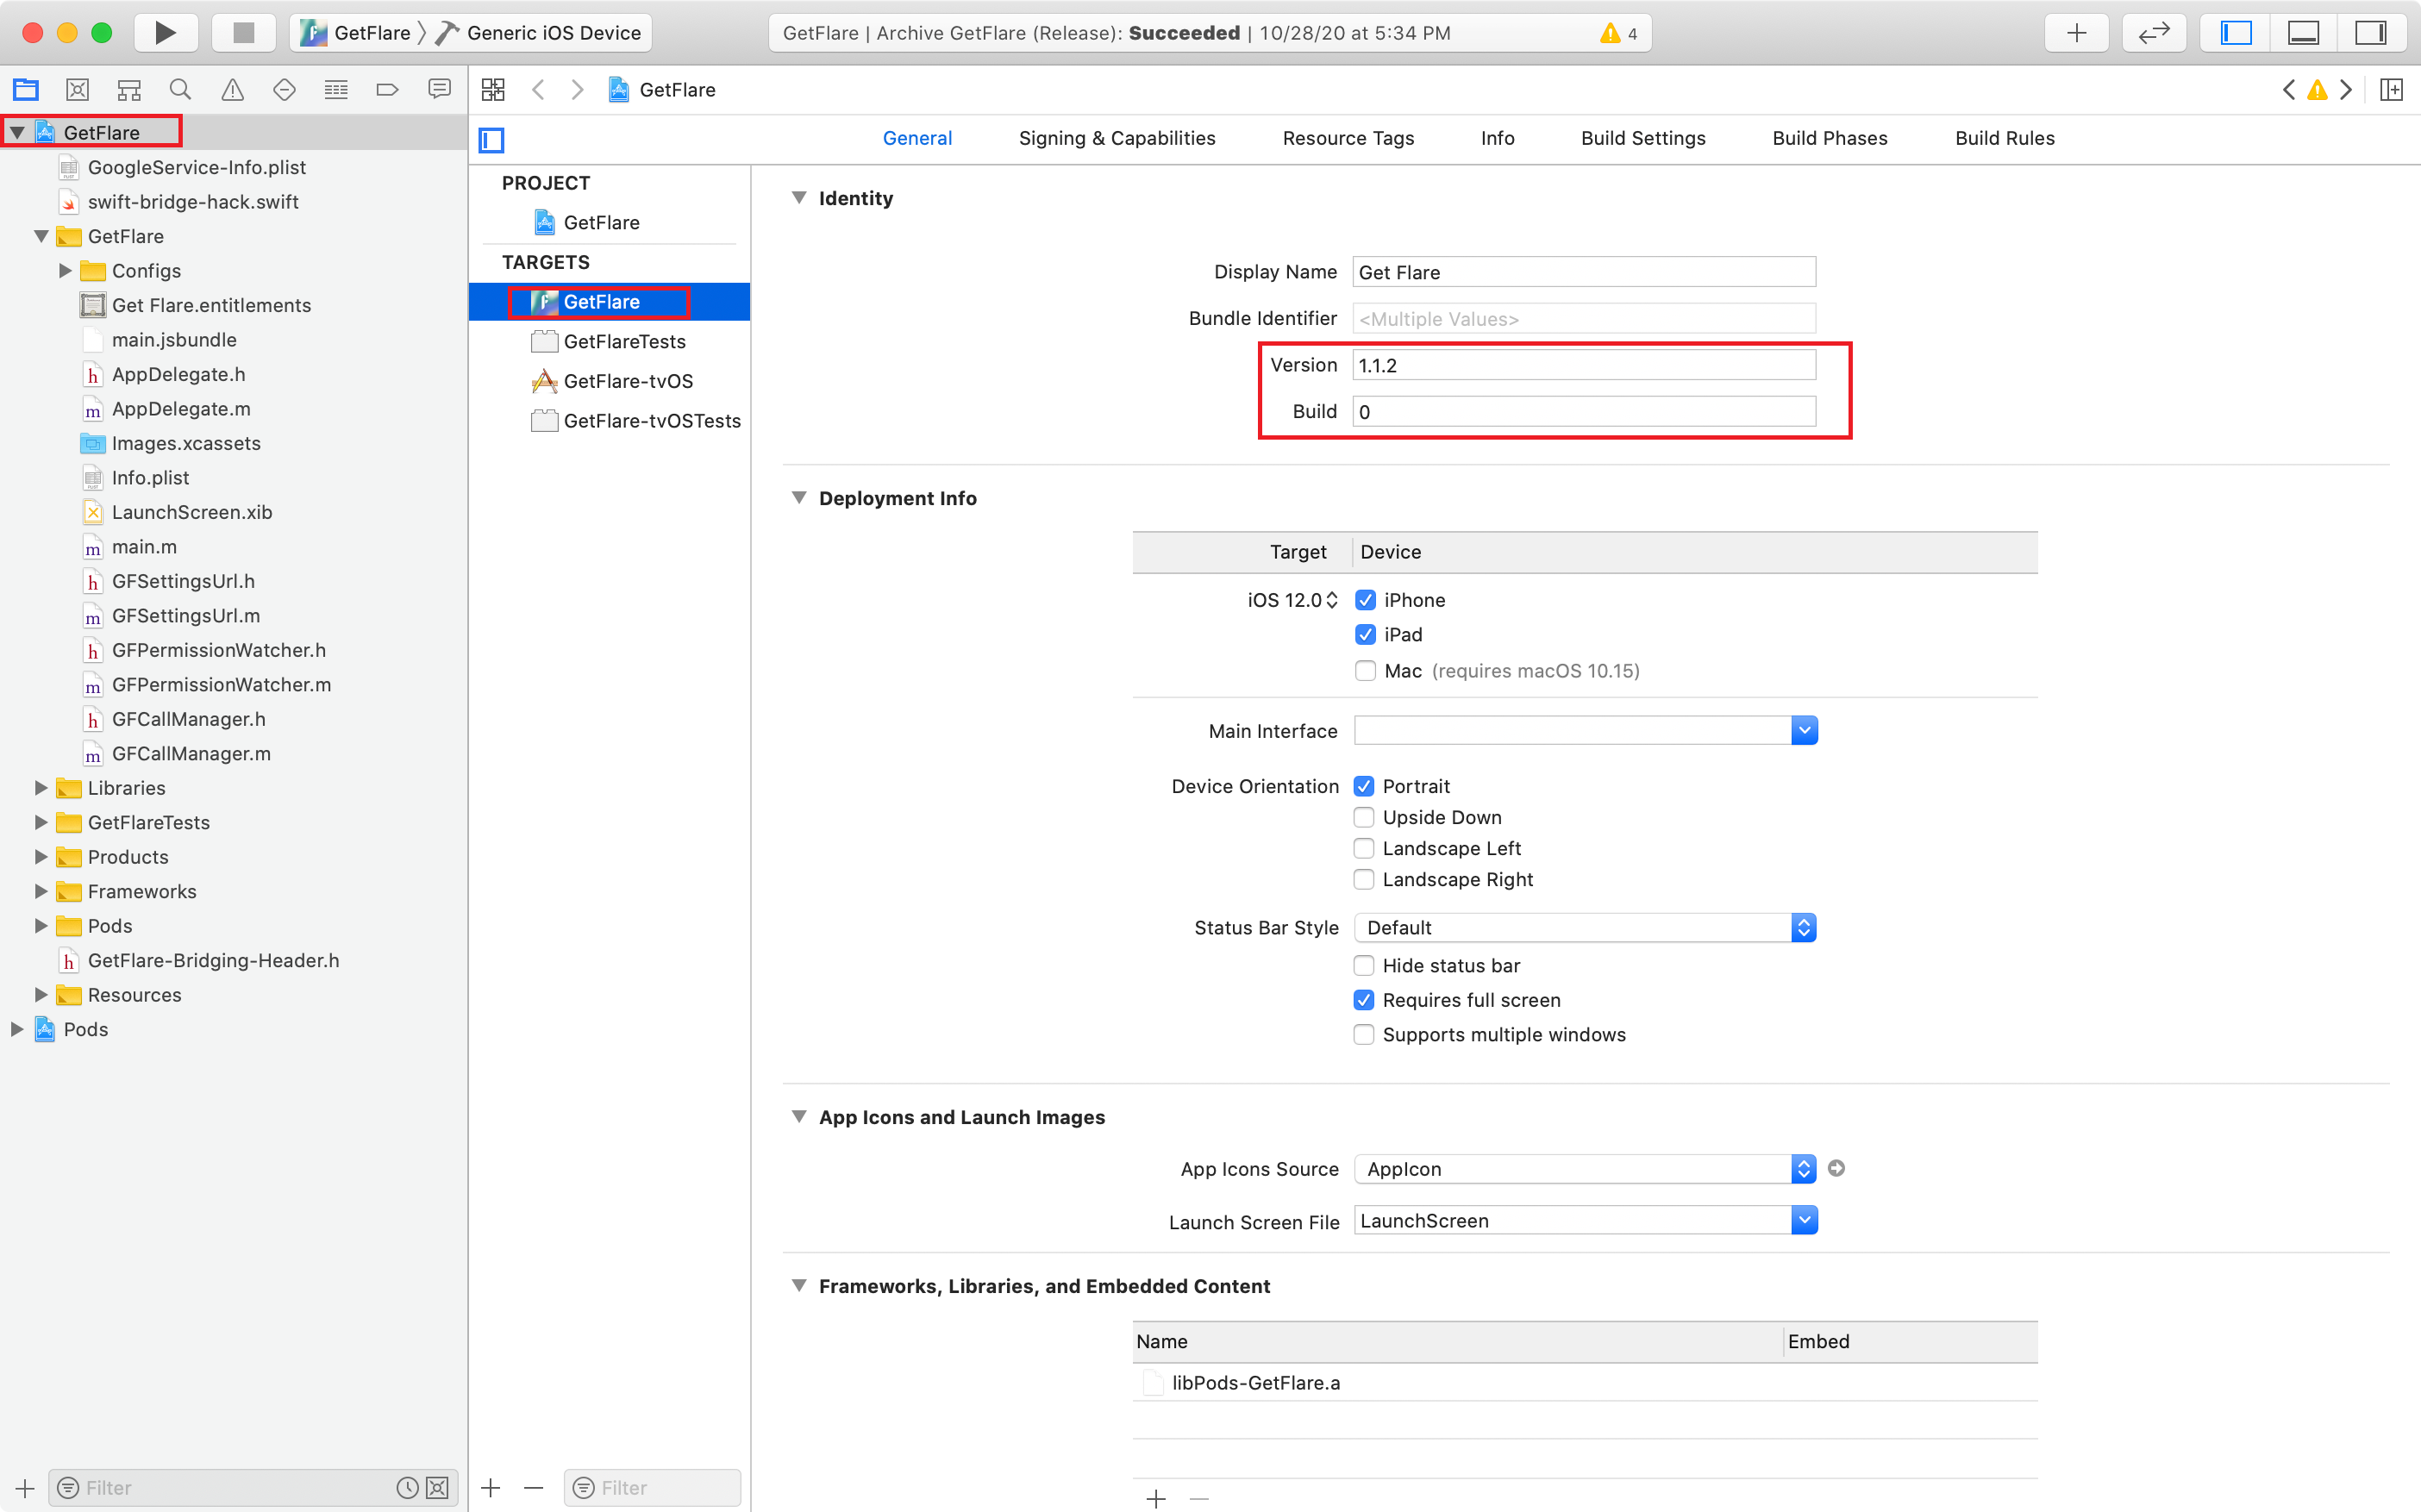 GetFlare
Generic iOS Device
GetFlare | Archive GetFlare (Release): Succeeded | 10/28/20 at 5:34 PM
4
GetFlare
GoogleService-Info.plist
swift-bridge-hack.swift
GetFlare
Configs
Get Flare.entitlements
main.jsbundle
AppDelegate.h
AppDelegate.m
Images.xcassets
Info.plist
LaunchScreen.xib
main.m
GFSettingsUrl.h
GFSettingsUrl.m
GFPermissionWatcher.h
GFPermissionWatcher.m
GFCallManager.h
GFCallManager.m
Libraries
GetFlareTests
Products
Frameworks
Pods
GetFlare-Bridging-Header.h
Resources
Pods
Filter
GetFlare
General
Signing & Capabilities
Resource Tags
Info
Build Settings
Build Phases
Build Rules
PROJECT
GetFlare
TARGETS
GetFlare
GetFlareTests
GetFlare-tvOS
GetFlare-tvOSTests
Filter
Identity
Display Name Get Flare
Bundle Identifier <Multiple Values>
Version 1.1.2
Build 0
Deployment Info
Target Device
iOS 12.0 iPhone
iPad
Mac (requires macOS 10.15)
Main Interface
Device Orientation Portrait
Upside Down
Landscape Left
Landscape Right
Status Bar Style Default
Hide status bar
Requires full screen
Supports multiple windows
App Icons and Launch Images
App Icons Source AppIcon
Launch Screen File LaunchScreen
Frameworks, Libraries, and Embedded Content
Name Embed
libPods-GetFlare.a